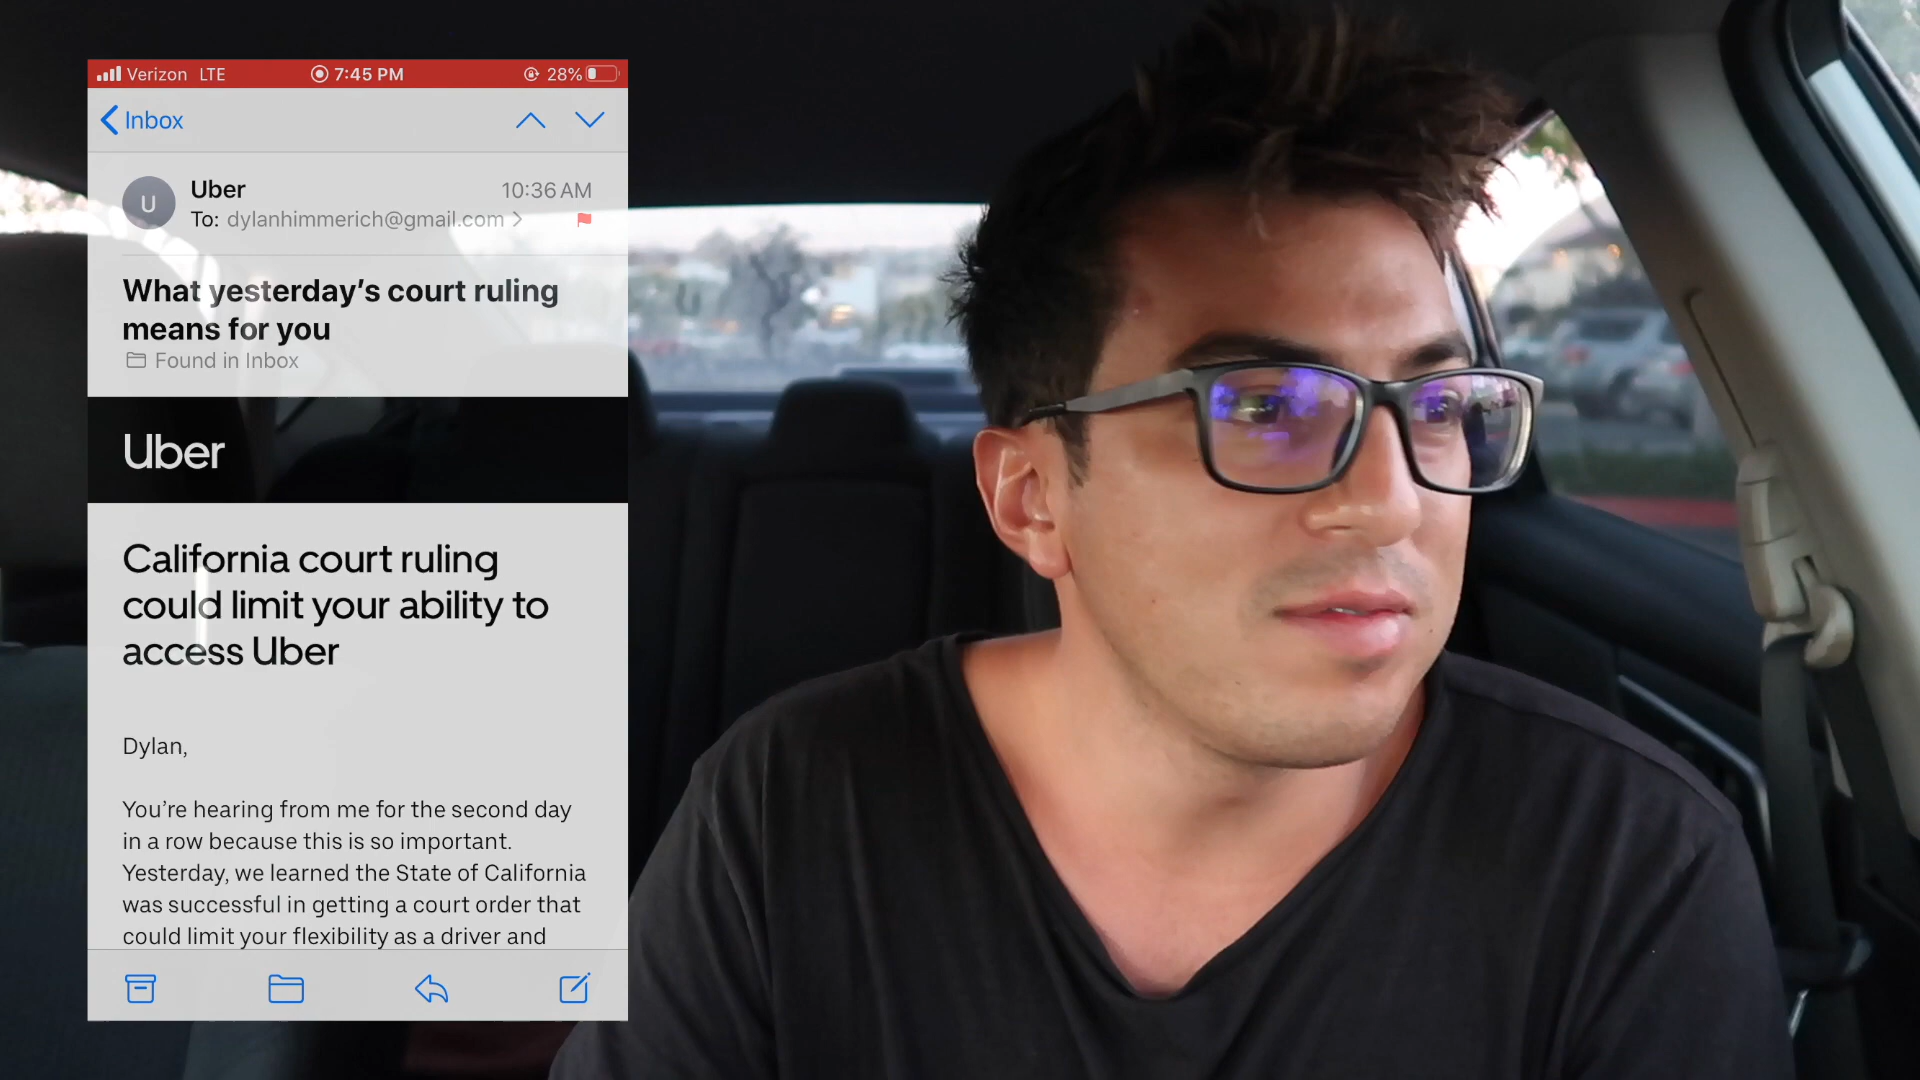 Verizon LTE 7:45 PM 28%
Inbox
U
Uber 10:36 AM
To: dylanhimmerich@gmail.com
What yesterday's court ruling
means for you
Found in Inbox
Uber
California court ruling
could limit your ability to
access Uber
Dylan,
You're hearing from me for the second day
in a row because this is so important.
Yesterday, we learned the State of California
was successful in getting a court order that
could limit your flexibility as a driver and